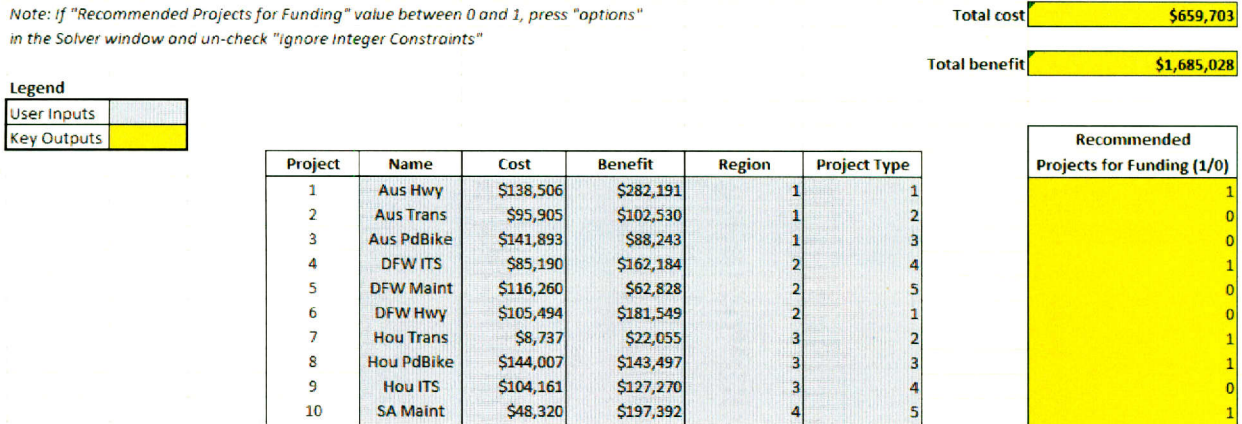 Note: If "Recommended Projects for Funding" value between 0 and 1, press "options"
in the Solver window and un-check "Ignore Integer Constraints"
Total cost $659,703
Total benefit $1,685,028
Legend
User Inputs
Key Outputs
Recommended
Project Name Cost Benefit Region Project Type Projects for Funding (1/0)
1 Aus Hwy $138,506 $282,191 1 1 1
2 Aus Trans $95,905 $102,530 1 2 0
3 Aus PdBike $141,893 $88,243 1 3 0
4 DFW ITS $85,190 $162,184 2 4 1
5 DFW Maint $116,260 $62,828 2 5 0
6 DFW Hwy $105,494 $181,549 2 1 0
7 Hou Trans $8,737 $22,055 3 2 1
8 Hou PdBike $144,007 $143,497 3 3 1
9 Hou ITS $104,161 $127,270 3 4 0
10 SA Maint $48,320 $197,392 4 5 1